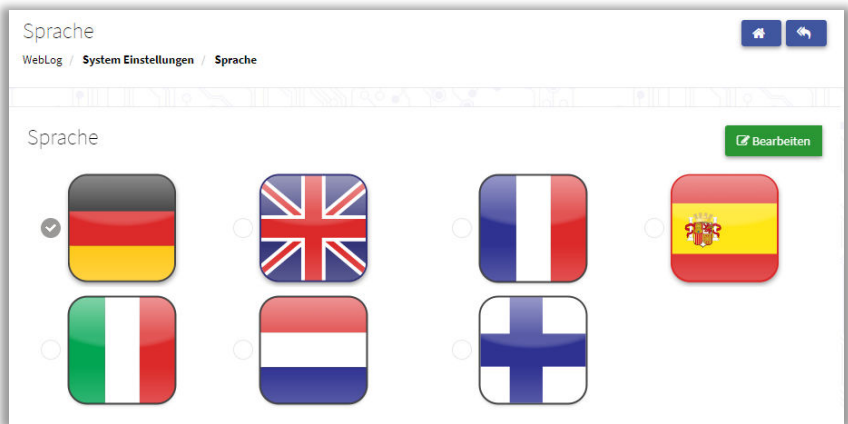 Sprache
WebLog / System Einstellungen / Sprache
Sprache
Bearbeiten